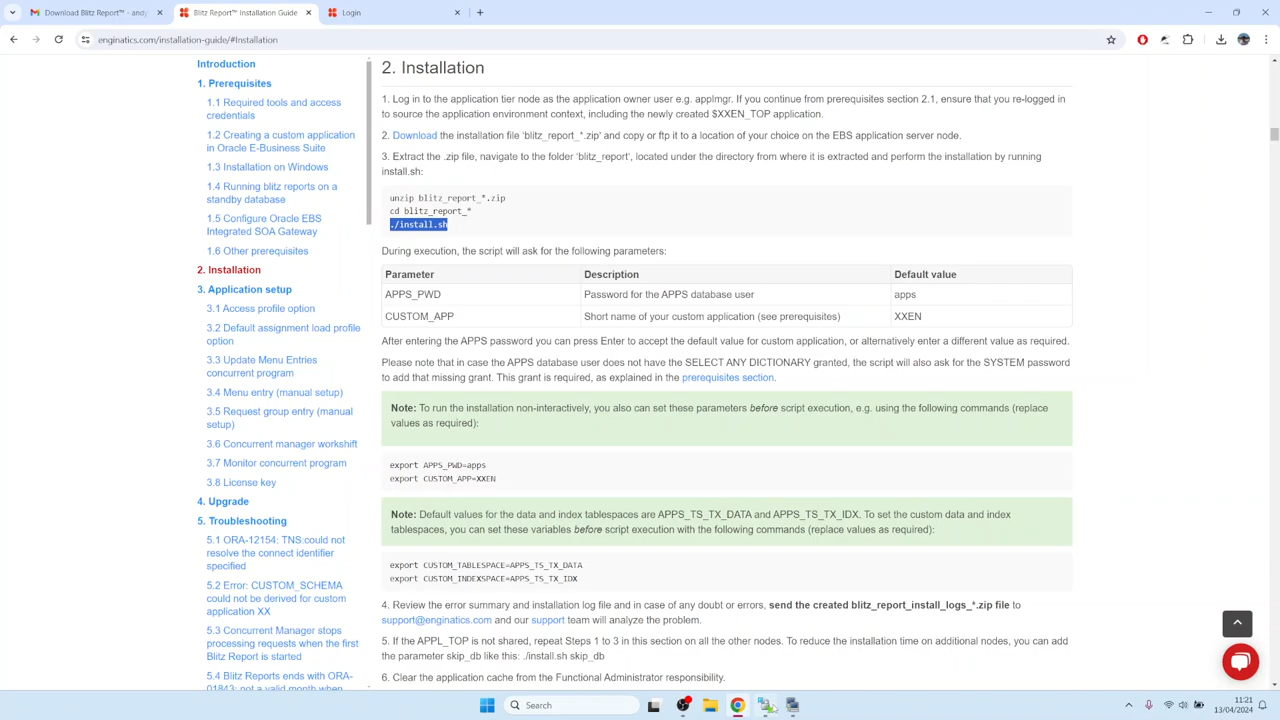 Download Blitz Report™ - andy
Blitz Report™ Installation Guide
Login
enginatics.com/installation-guide/#Installation
Introduction
1. Prerequisites
1.1 Required tools and access
credentials
1.2 Creating a custom application
in Oracle E-Business Suite
1.3 Installation on Windows
1.4 Running blitz reports on a
standby database
1.5 Configure Oracle EBS
Integrated SOA Gateway
1.6 Other prerequisites
2. Installation
3. Application setup
3.1 Access profile option
3.2 Default assignment load profile
option
3.3 Update Menu Entries
concurrent program
3.4 Menu entry (manual setup)
3.5 Request group entry (manual
setup)
3.6 Concurrent manager workshift
3.7 Monitor concurrent program
3.8 License key
4. Upgrade
5. Troubleshooting
5.1 ORA-12154: TNS:could not
resolve the connect identifier
specified
5.2 Error: CUSTOM_SCHEMA
could not be derived for custom
application XX
5.3 Concurrent Manager stops
processing requests when the first
Blitz Report is started
5.4 Blitz Reports ends with ORA-
01843: not a valid month when
2. Installation
1. Log in to the application tier node as the application owner user e.g. applmgr. If you continue from prerequisites section 2.1, ensure that you re-logged in
to source the application environment context, including the newly created $XXEN_TOP application.
2. Download the installation file 'blitz_report_*.zip' and copy or ftp it to a location of your choice on the EBS application server node.
3. Extract the .zip file, navigate to the folder 'blitz_report', located under the directory from where it is extracted and perform the installation by running
install.sh:
unzip blitz_report_*.zip
cd blitz_report_*
./install.sh
During execution, the script will ask for the following parameters:
Parameter Description Default value
APPS_PWD Password for the APPS database user apps
CUSTOM_APP Short name of your custom application (see prerequisites) XXEN
After entering the APPS password you can press Enter to accept the default value for custom application, or alternatively enter a different value as required.
Please note that in case the APPS database user does not have the SELECT ANY DICTIONARY granted, the script will also ask for the SYSTEM password
to add that missing grant. This grant is required, as explained in the prerequisites section.
Note: To run the installation non-interactively, you also can set these parameters before script execution, e.g. using the following commands (replace
values as required):
export APPS_PWD=apps
export CUSTOM_APP=XXEN
Note: Default values for the data and index tablespaces are APPS_TS_TX_DATA and APPS_TS_TX_IDX. To set the custom data and index
tablespaces, you can set these variables before script execution with the following commands (replace values as required):
export CUSTOM_TABLESPACE=APPS_TS_TX_DATA
export CUSTOM_INDEXSPACE=APPS_TS_TX_IDX
4. Review the error summary and installation log file and in case of any doubt or errors, send the created blitz_report_install_logs_*.zip file to
support@enginatics.com and our support team will analyze the problem.
5. If the APPL_TOP is not shared, repeat Steps 1 to 3 in this section on all the other nodes. To reduce the installation time on additional nodes, you can add
the parameter skip_db like this: ./install.sh skip_db
6. Clear the application cache from the Functional Administrator responsibility.
Search
11:21
13/04/2024